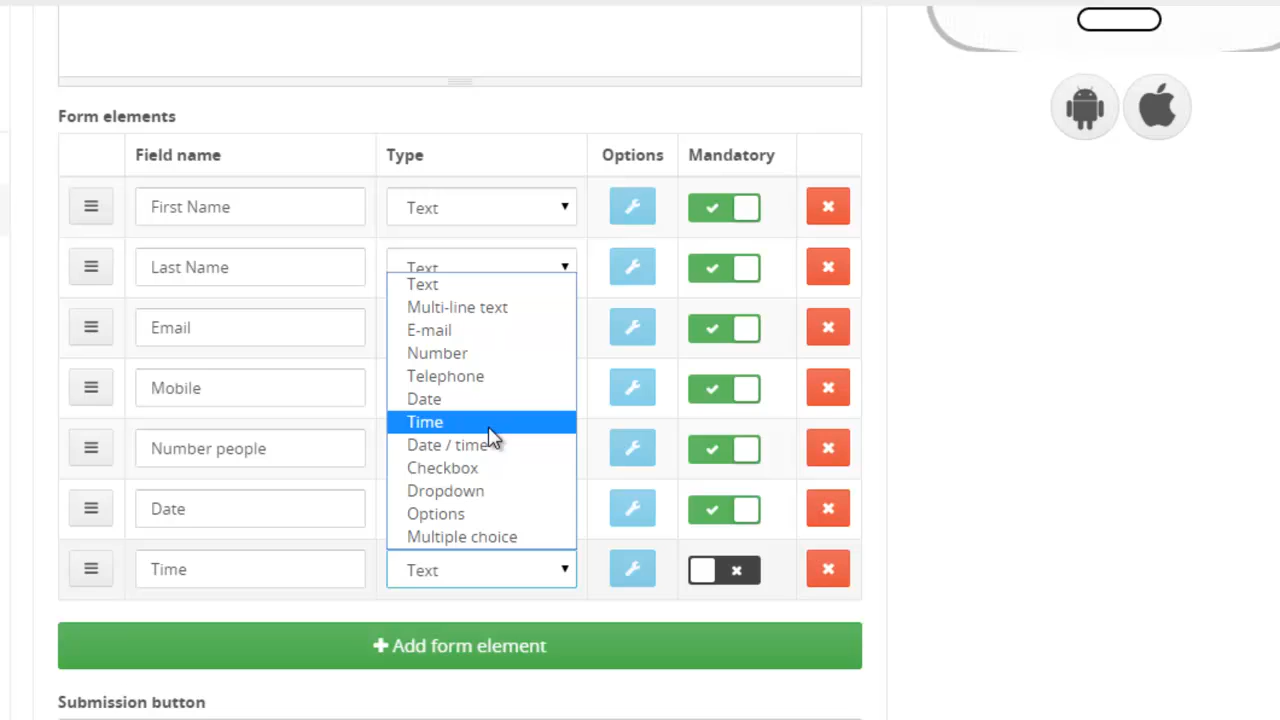 Form elements
Field name Type Options Mandatory
First Name Text
Last Name Text
Text
Multi-line text
Email E-mail
Number
Telephone
Mobile Date
Time
Number people Date / time
Checkbox
Dropdown
Date Options
Multiple choice
Time Text
Add form element
Submission button